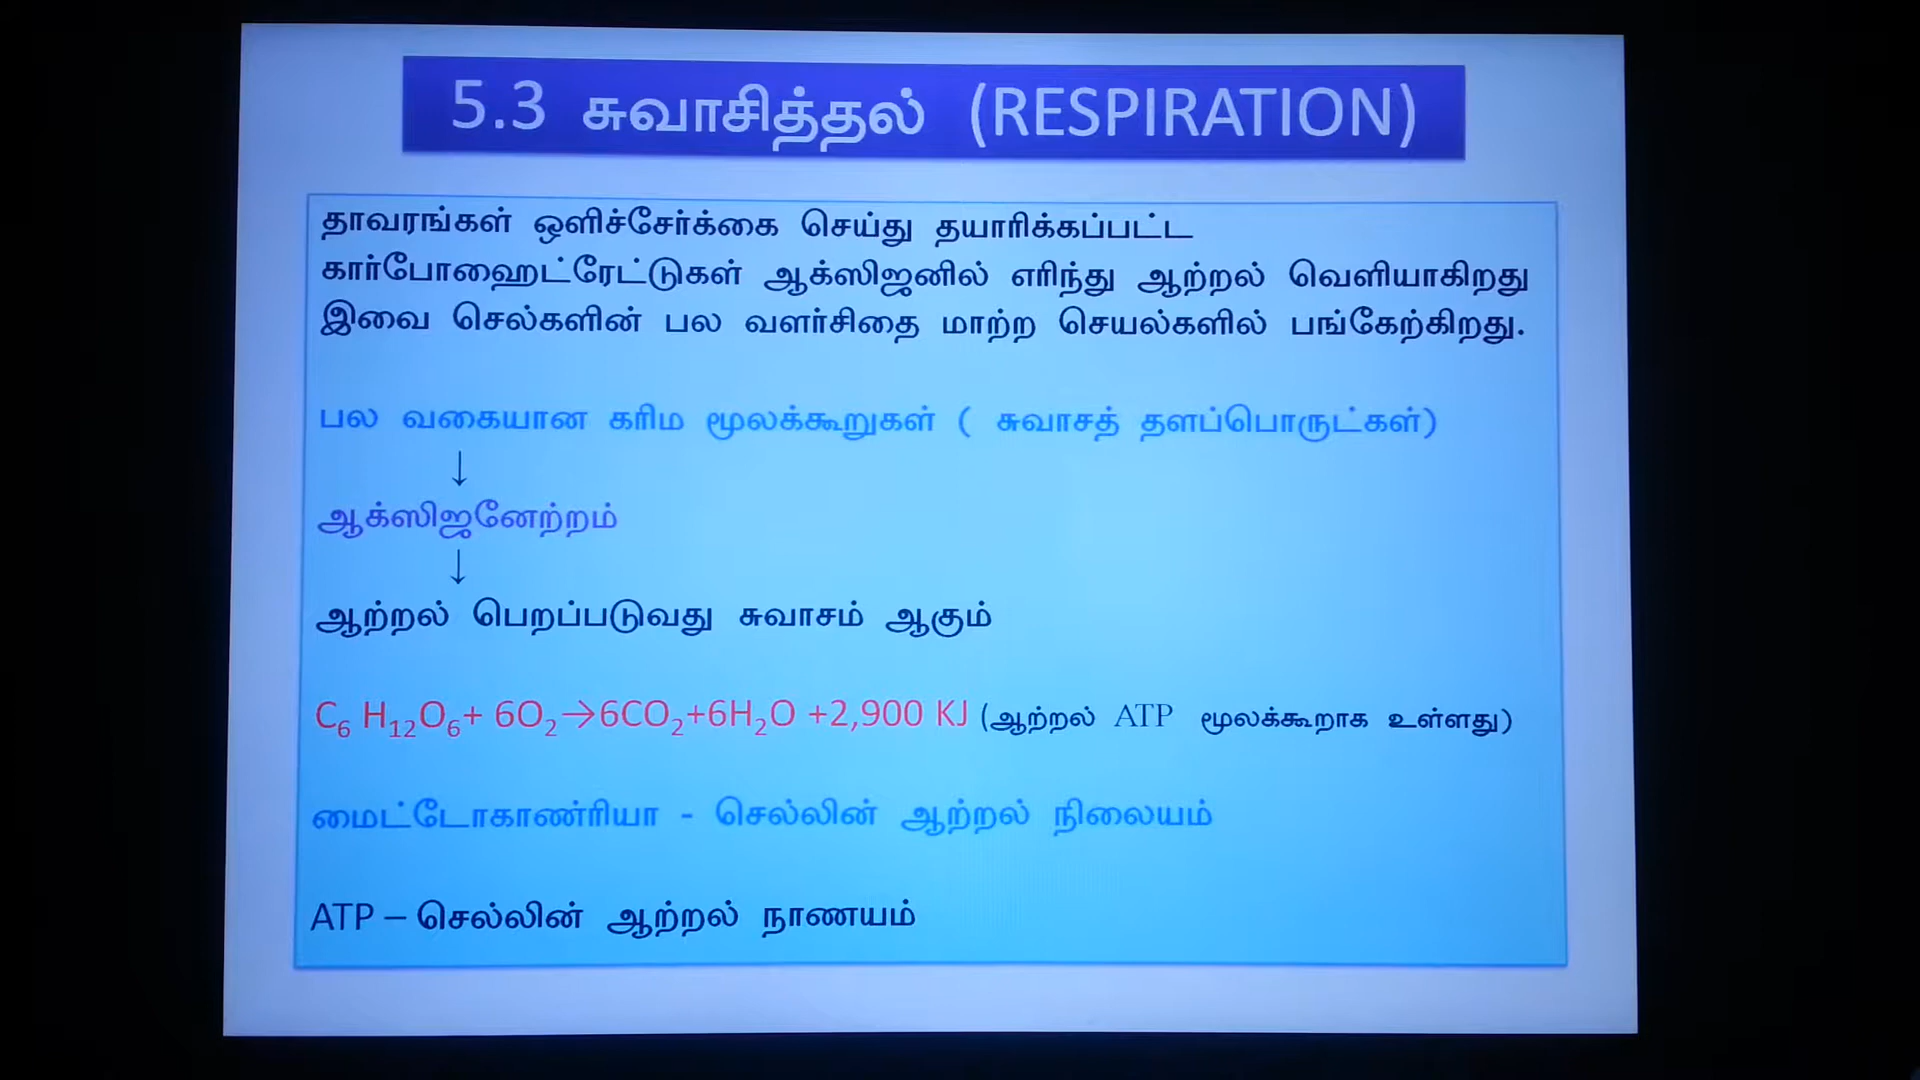 5.3 சுவாசித்தல் (RESPIRATION)
தாவரங்கள் ஒளிச்சேர்க்கை செய்து தயாரிக்கப்பட்ட
கார்போஹைட்ரேட்டுகள் ஆக்ஸிஜனில் எரிந்து ஆற்றல் வெளியாகிறது
இவை செல்களின் பல வளர்சிதை மாற்ற செயல்களில் பங்கேற்கிறது.
பல வகையான கரிம மூலக்கூறுகள் ( சுவாசத் தளப்பொருட்கள்)
↓
ஆக்ஸிஜனேற்றம்
↓
ஆற்றல் பெறப்படுவது சுவாசம் ஆகும்
C₆ H₁₂O₆+ 6O₂→6CO₂+6H₂O +2,900 KJ (ஆற்றல் ATP மூலக்கூறாக உள்ளது)
மைட்டோகாண்ரியா - செல்லின் ஆற்றல் நிலையம்
ATP – செல்லின் ஆற்றல் நாணயம்